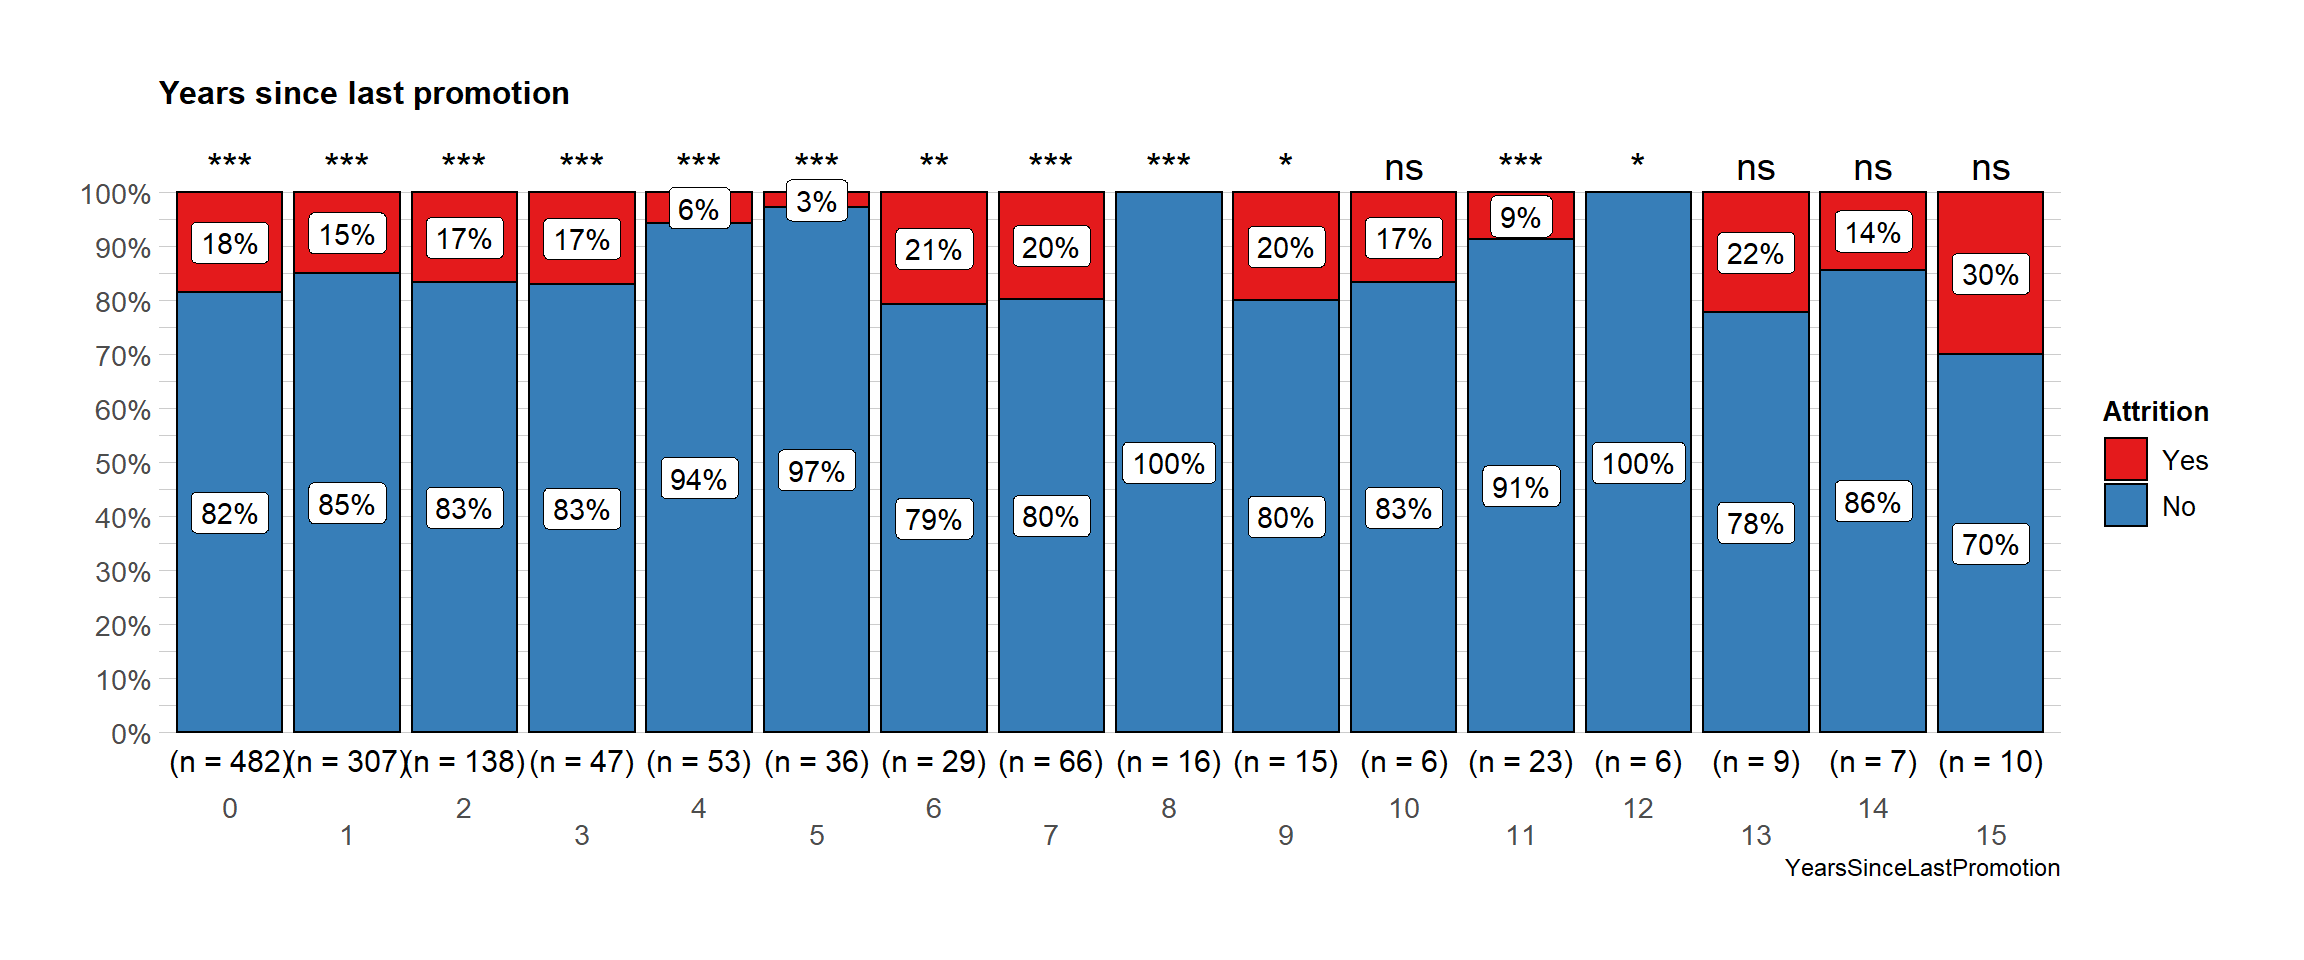 Years since last promotion
*** *** *** *** *** *** ** *** *** * ns *** * ns ns ns
100%
90%
80%
70%
60%
50%
40%
30%
20%
10%
0%
18% 15% 17% 17% 6% 3% 21% 20% 20% 17% 9% 22% 14% 30%
82% 85% 83% 83% 94% 97% 79% 80% 100% 80% 83% 91% 100% 78% 86% 70%
(n = 482) (n = 307) (n = 138) (n = 47) (n = 53) (n = 36) (n = 29) (n = 66) (n = 16) (n = 15) (n = 6) (n = 23) (n = 6) (n = 9) (n = 7) (n = 10)
0 2 4 6 8 10 12 14
1 3 5 7 9 11 13 15
YearsSinceLastPromotion
Attrition
Yes
No